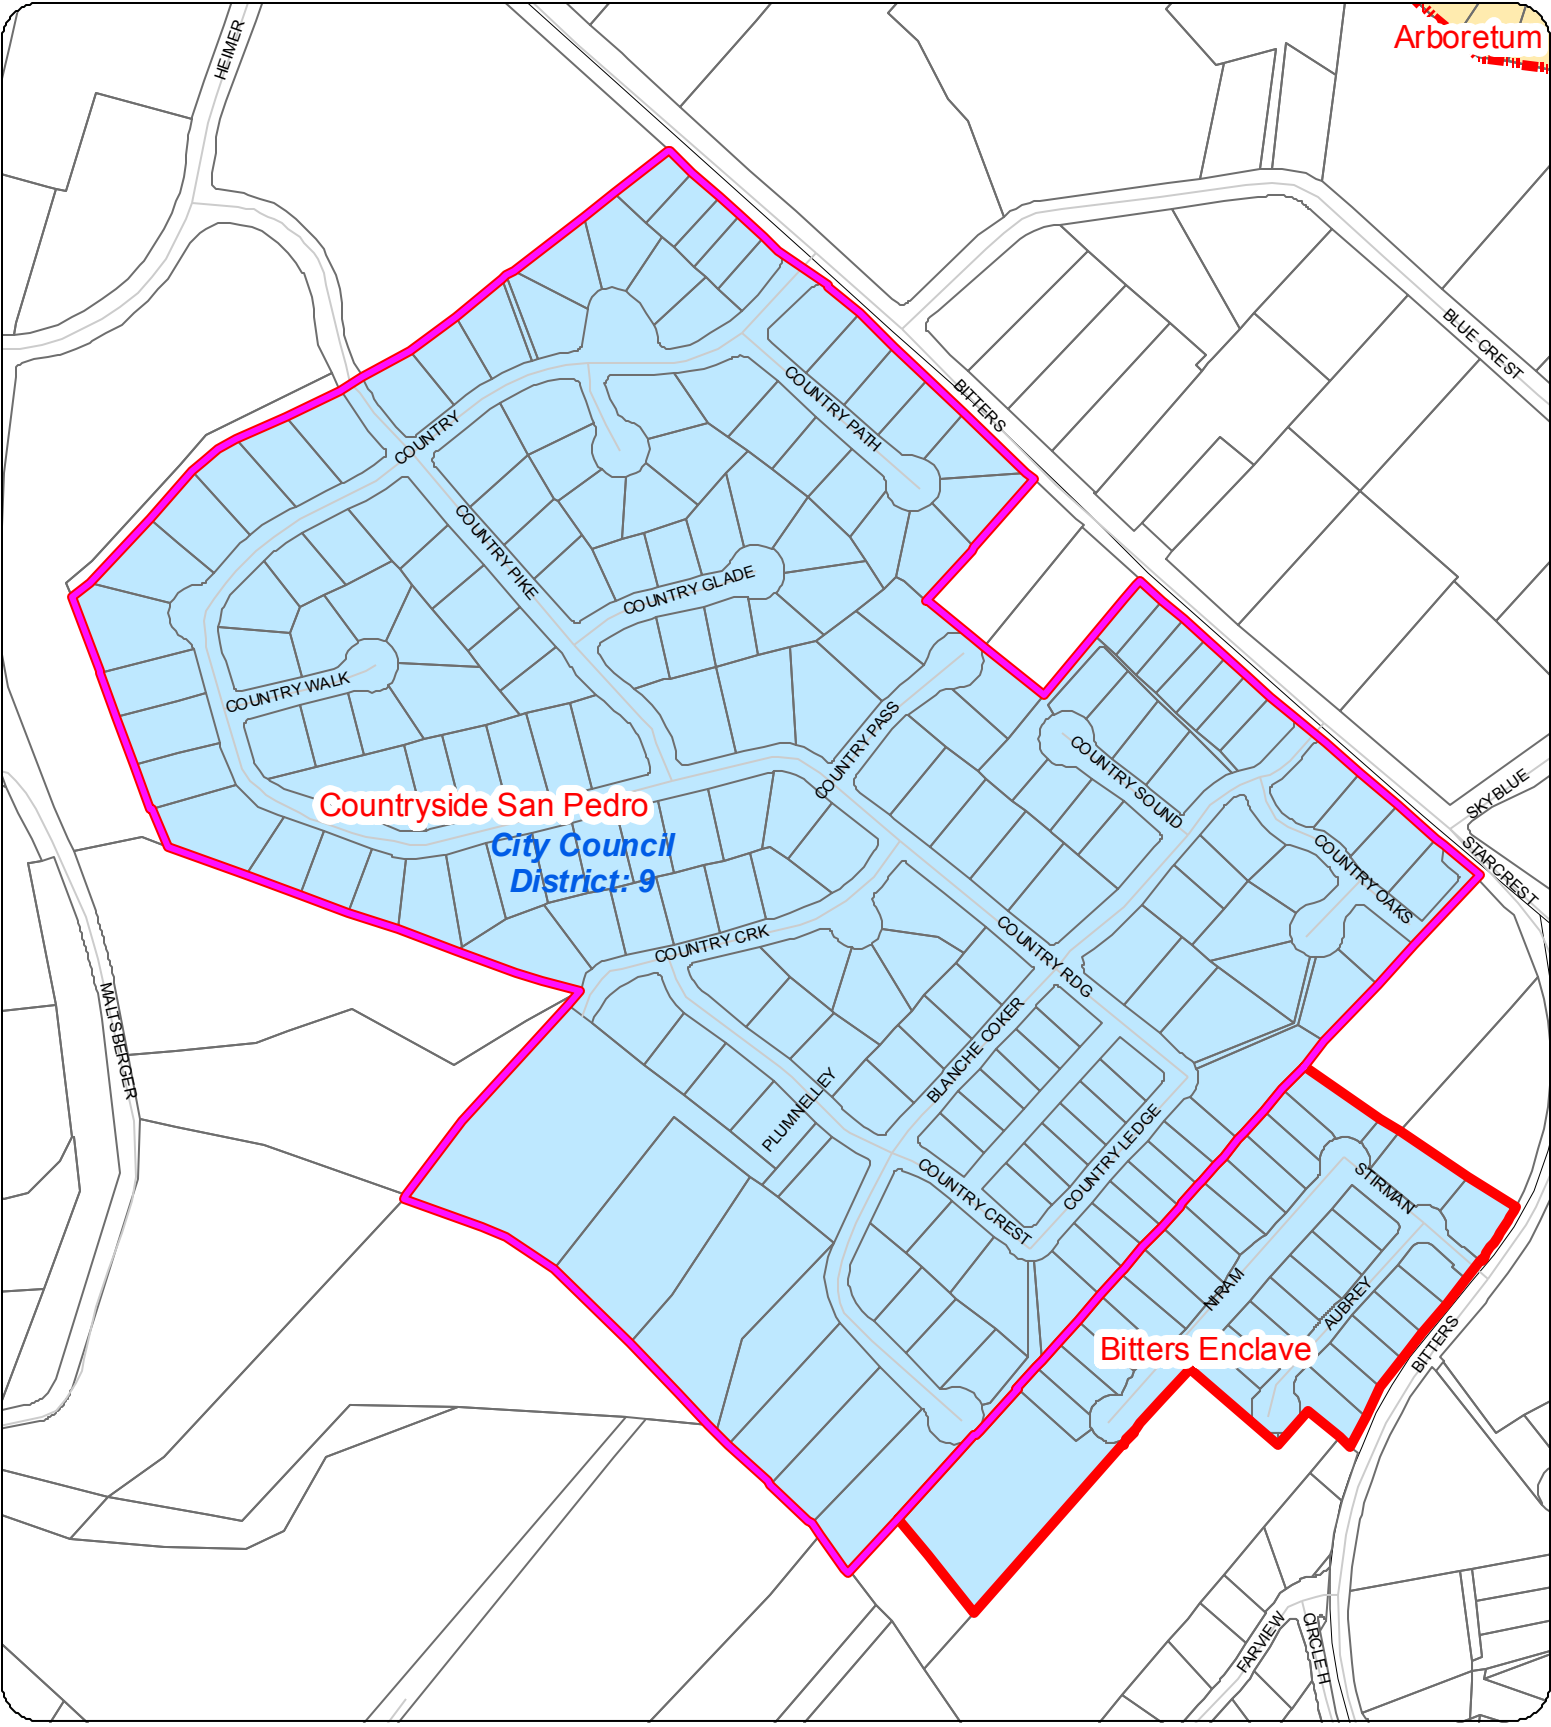 HEIMER
Arboretum
BLUE CREST
COUNTRY PATH
BITTERS
COUNTRY
COUNTRY PIKE
COUNTRY GLADE
COUNTRY WALK
COUNTRY PASS
COUNTRY SOUND
SKYBLUE
STARCREST
Countryside San Pedro
City Council
District: 9
COUNTRY OAKS
COUNTRY CRK
COUNTRY RDG
MALTSBERGER
BLANCHE COKER
PLUMNELLEY
COUNTRY LEDGE
COUNTRY CREST
STIRMAN
NIRAM
AUBREY
Bitters Enclave
BITTERS
FARVIEW
CIRCLE H